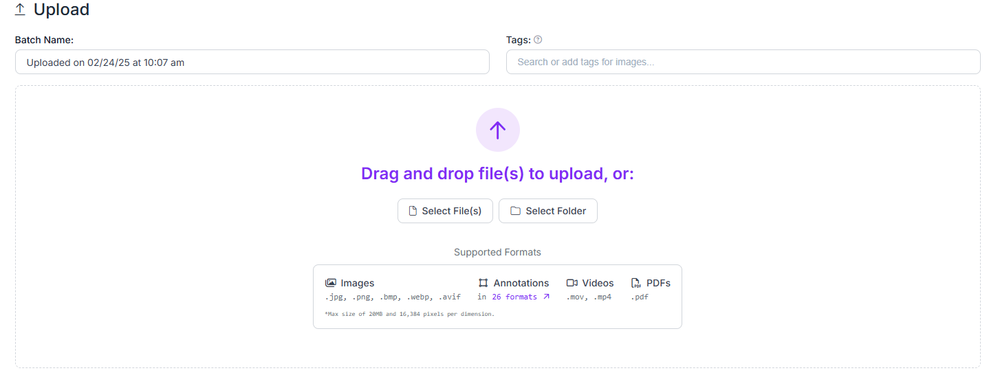 Upload
Batch Name:
Tags:
Uploaded on 02/24/25 at 10:07 am
Search or add tags for images...
Drag and drop file(s) to upload, or:
Select File(s)
Select Folder
Supported Formats
Images
.jpg, .png, .bmp, .webp, .avif
Annotations
in 26 formats
Videos
.mov, .mp4
PDFs
.pdf
*Max size of 20MB and 16,384 pixels per dimension.